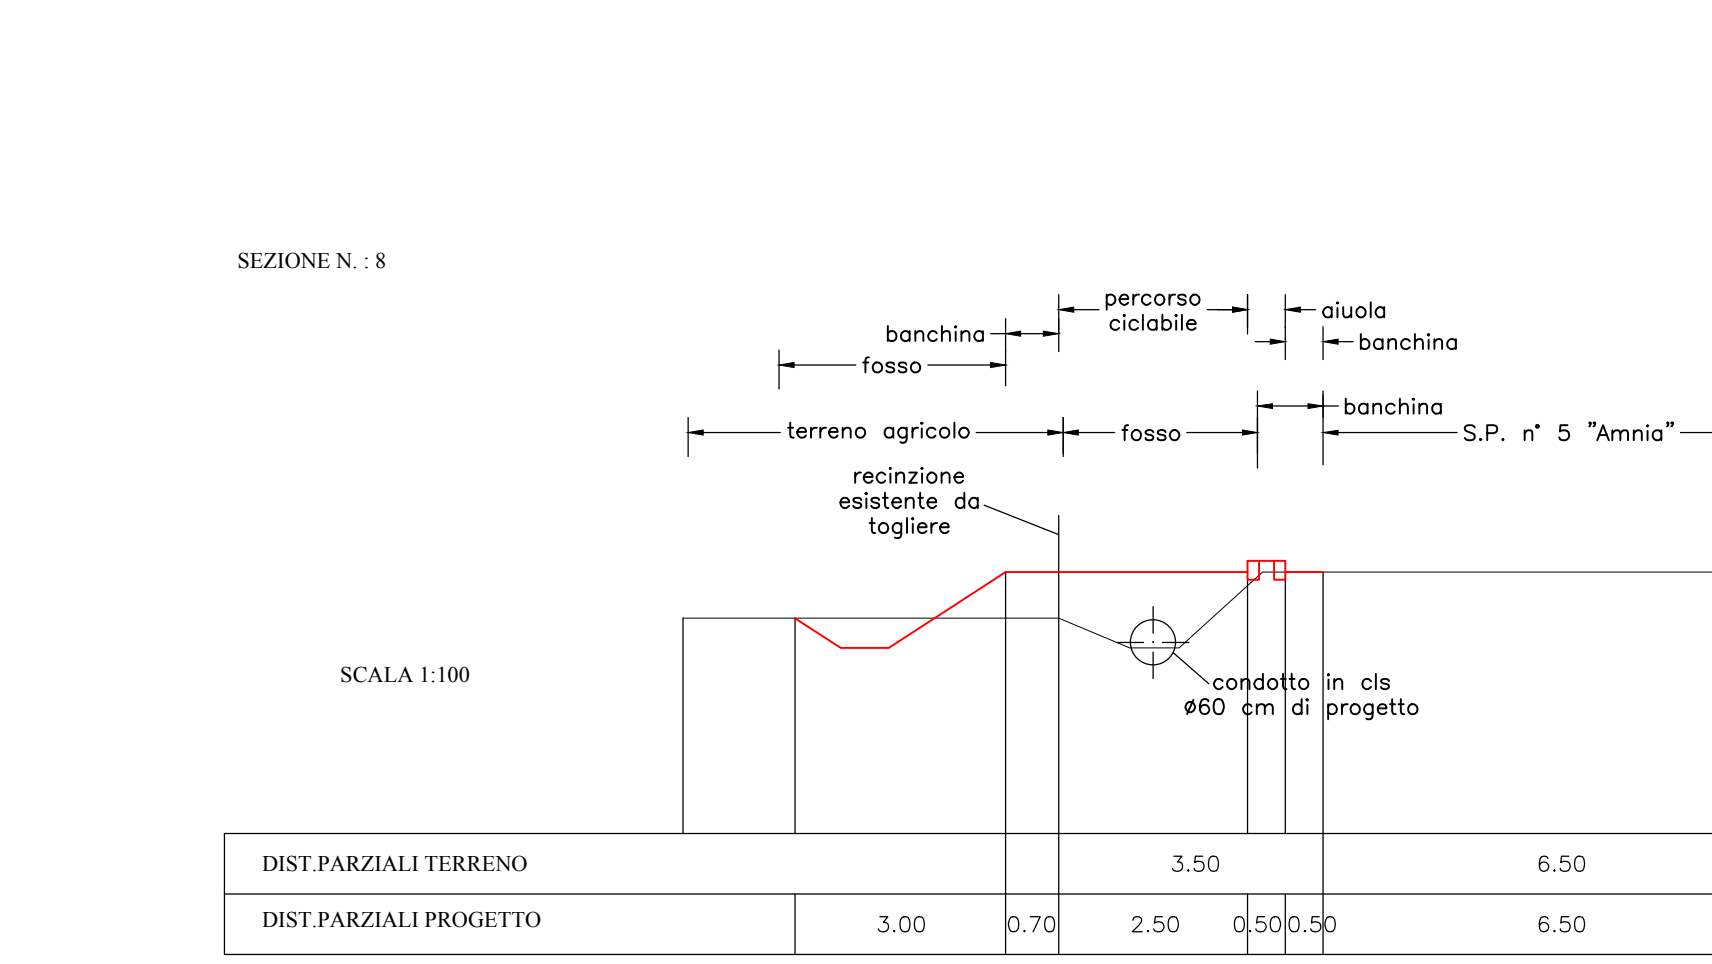 SEZIONE N. : 8
percorso
ciclabile
aiuola
banchina
banchina
fosso
banchina
terreno agricolo
fosso
S.P. n° 5 "Amnia"
recinzione
esistente da
togliere
SCALA 1:100
condotto in cls
ø60 cm di progetto
DIST.PARZIALI TERRENO 3.50 6.50
DIST.PARZIALI PROGETTO 3.00 0.70 2.50 0.50 0.50 6.50